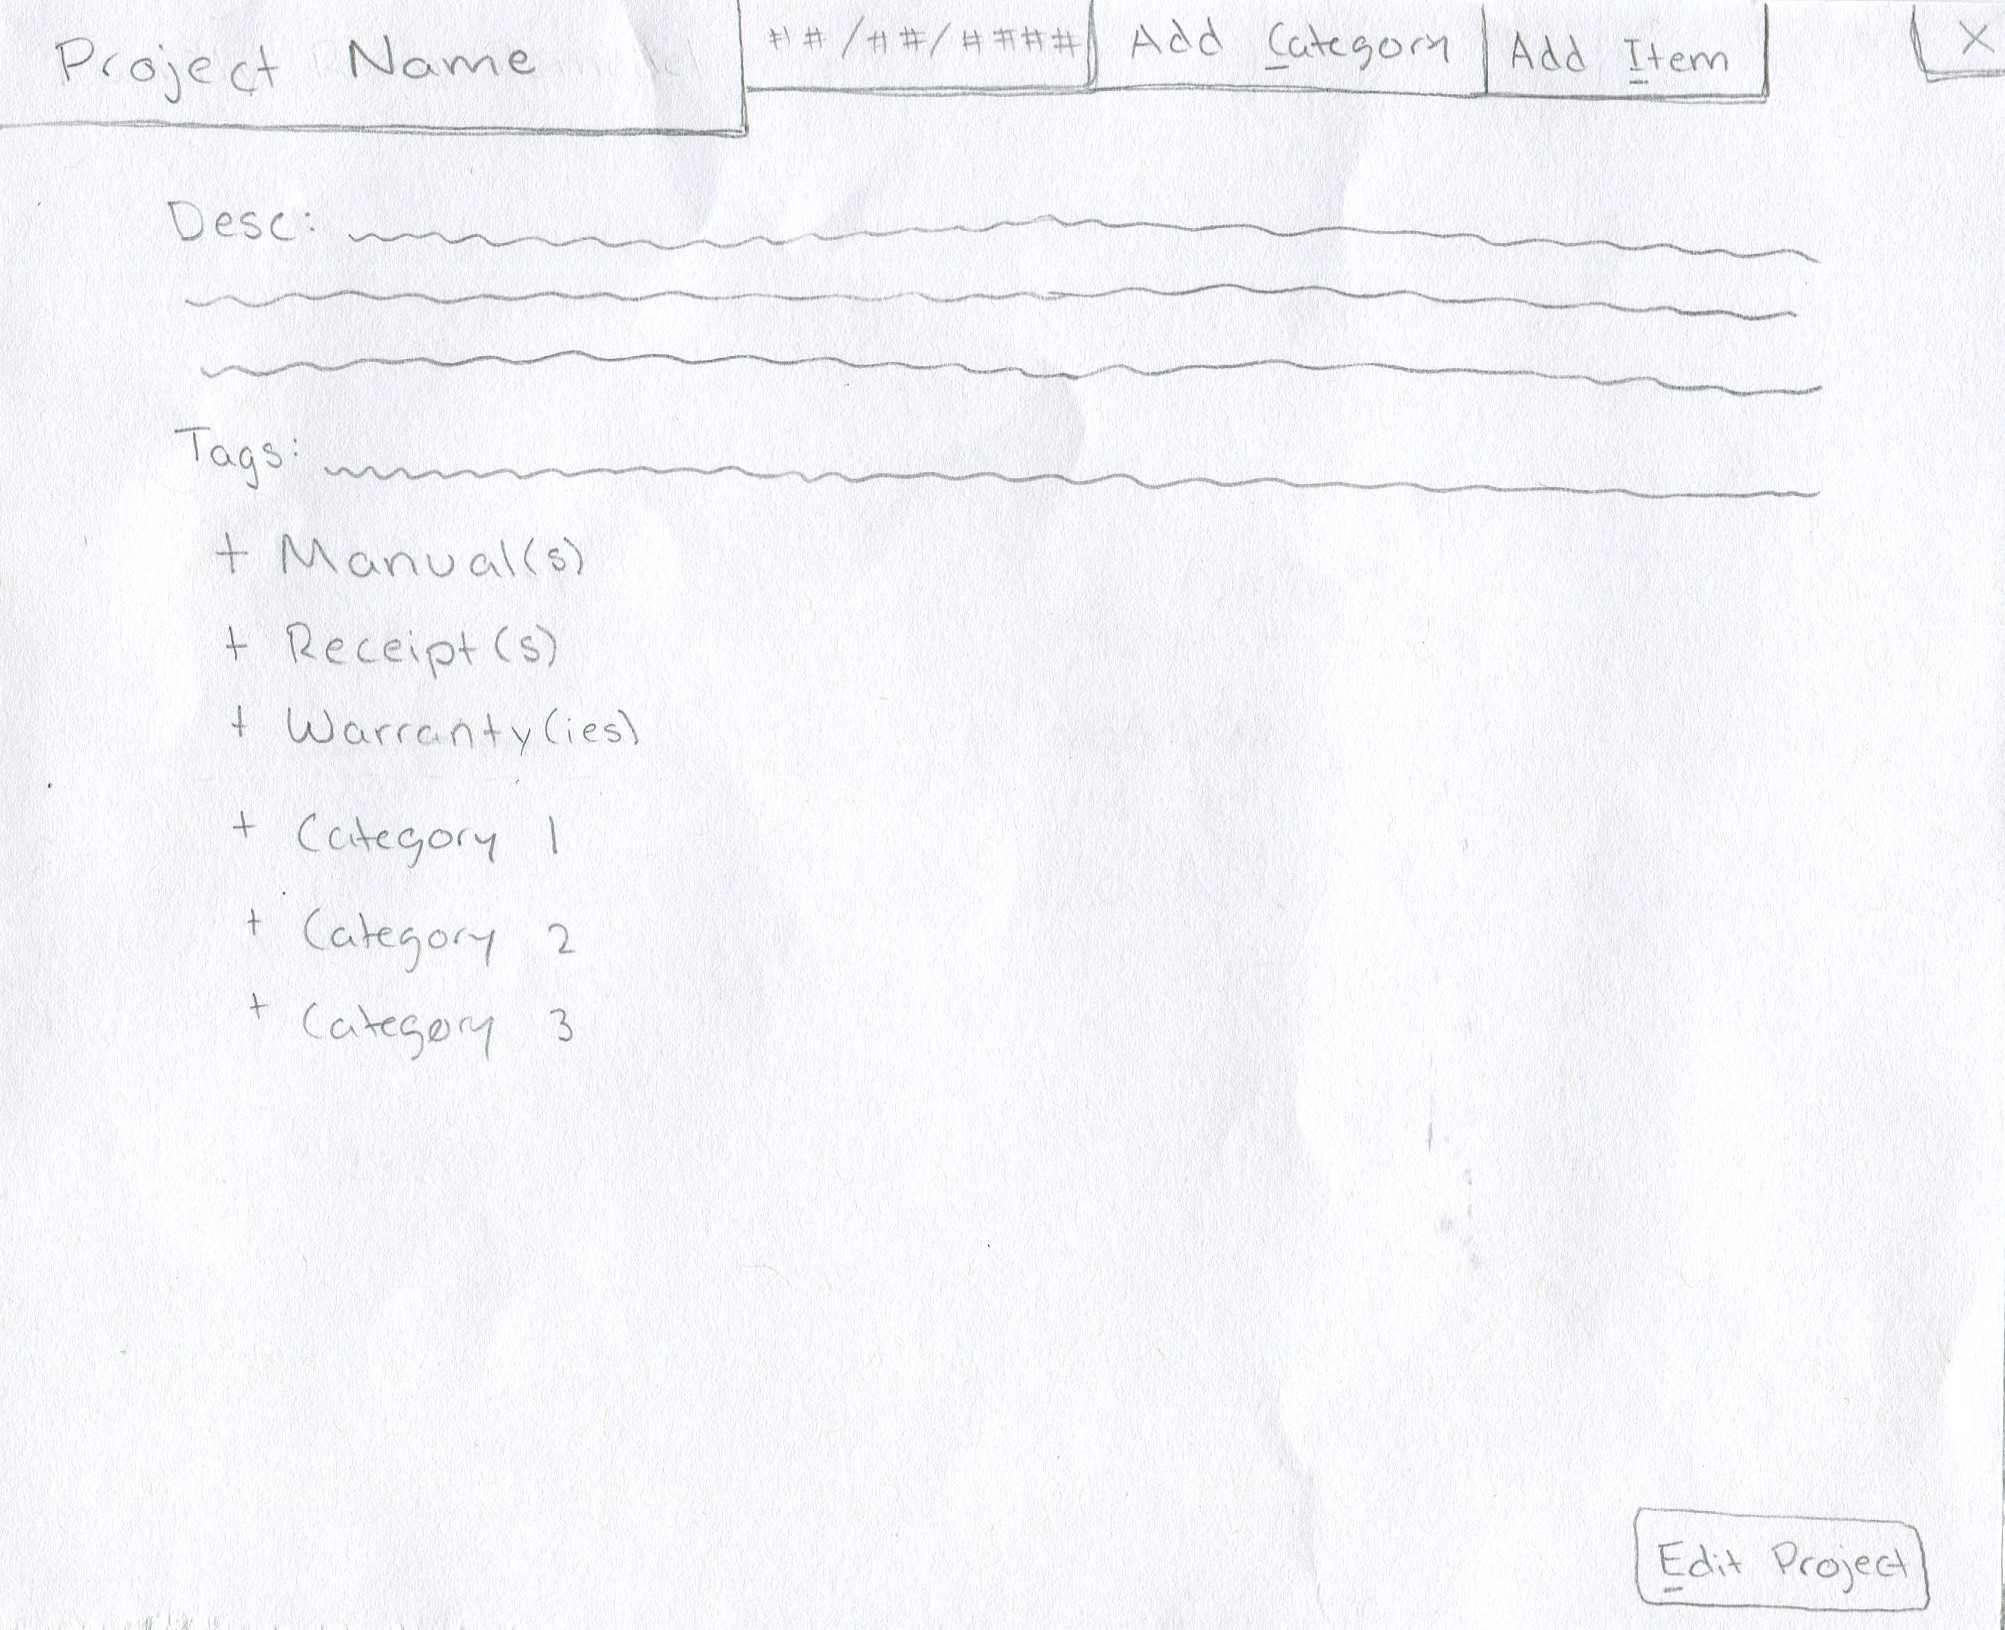 Project Name
##/##/####
Add Category
Add Item
X
Desc:
Tags:
+ Manual(s)
+ Receipt(s)
+ Warranty(ies)
+ Category 1
+ Category 2
+ Category 3
Edit Project